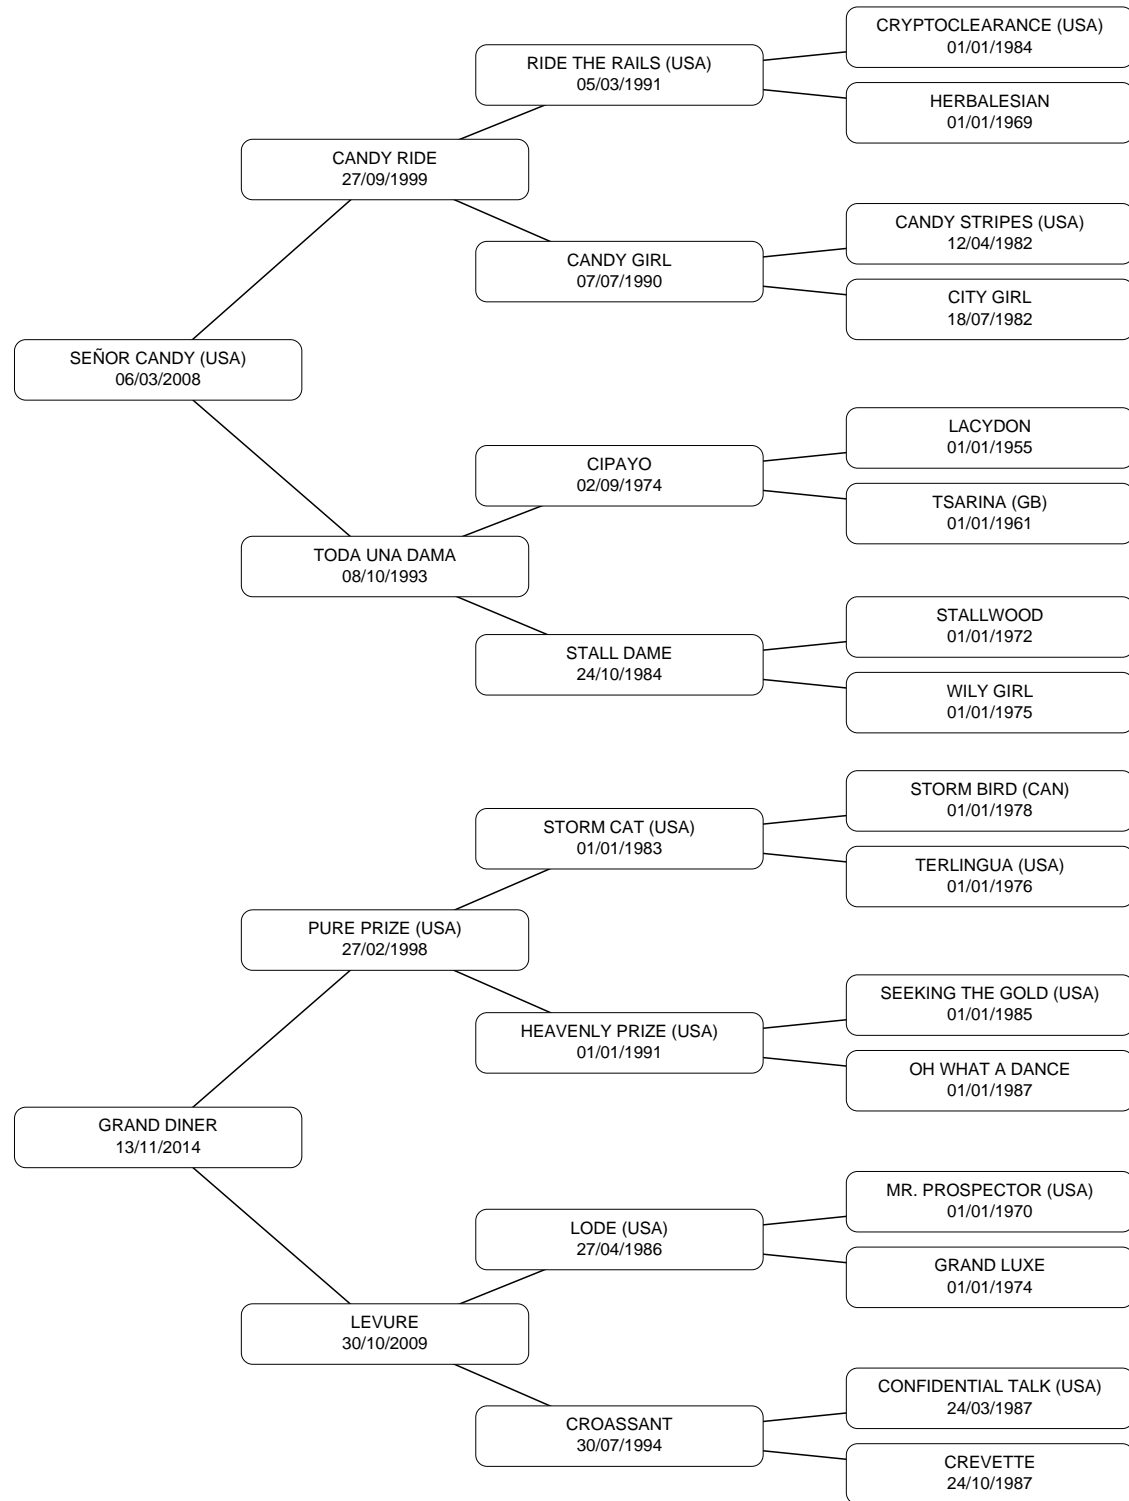 CRYPTOCLEARANCE (USA)
01/01/1984
RIDE THE RAILS (USA)
05/03/1991
HERBALESIAN
01/01/1969
CANDY RIDE
27/09/1999
CANDY STRIPES (USA)
12/04/1982
CANDY GIRL
07/07/1990
CITY GIRL
18/07/1982
SEÑOR CANDY (USA)
06/03/2008
LACYDON
01/01/1955
CIPAYO
02/09/1974
TSARINA (GB)
01/01/1961
TODA UNA DAMA
08/10/1993
STALLWOOD
01/01/1972
STALL DAME
24/10/1984
WILY GIRL
01/01/1975
STORM BIRD (CAN)
01/01/1978
STORM CAT (USA)
01/01/1983
TERLINGUA (USA)
01/01/1976
PURE PRIZE (USA)
27/02/1998
SEEKING THE GOLD (USA)
01/01/1985
HEAVENLY PRIZE (USA)
01/01/1991
OH WHAT A DANCE
01/01/1987
GRAND DINER
13/11/2014
MR. PROSPECTOR (USA)
01/01/1970
LODE (USA)
27/04/1986
GRAND LUXE
01/01/1974
LEVURE
30/10/2009
CONFIDENTIAL TALK (USA)
24/03/1987
CROASSANT
30/07/1994
CREVETTE
24/10/1987